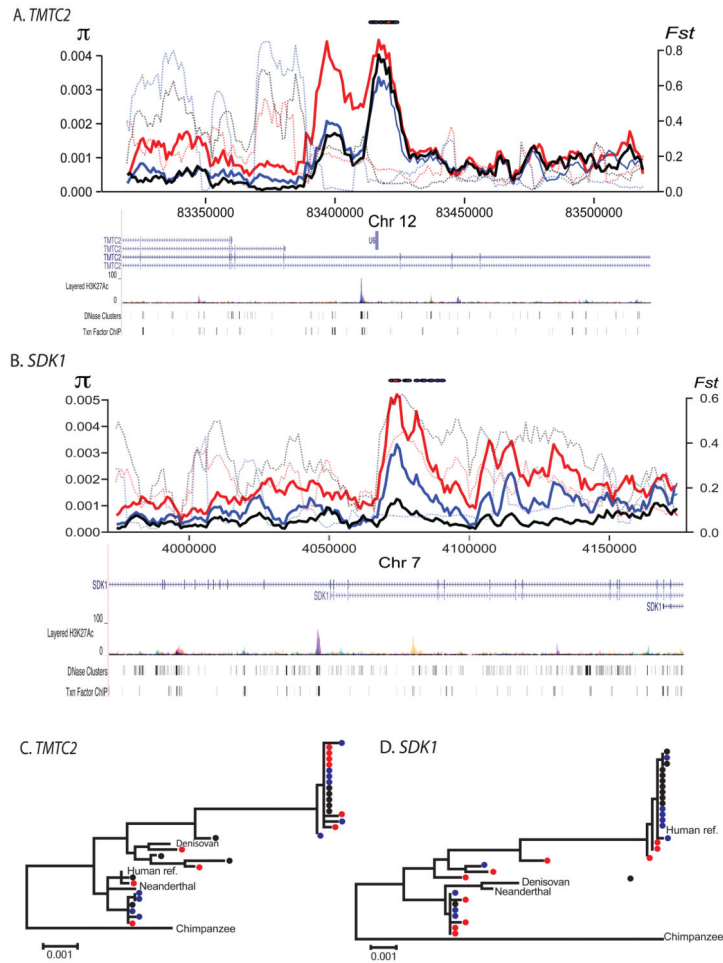 A. TMTC2
π
Fst
0.004
0.003
0.002
0.001
0.000
0.8
0.6
0.4
0.2
0.0
83350000
83400000
83450000
83500000
Chr 12
TMTC2
U6
TMTC2
TMTC2
TMTC2
100
Layered H3K27Ac
0
DNase Clusters
Txn Factor ChIP
B. SDK1
π
Fst
0.005
0.004
0.003
0.002
0.001
0.000
0.6
0.4
0.2
0.0
4000000
4050000
4100000
4150000
Chr 7
SDK1
SDK1
SDK1
100
Layered H3K27Ac
0
DNase Clusters
Txn Factor ChIP
C. TMTC2
Denisovan
Human ref.
Neanderthal
Chimpanzee
0.001
D. SDK1
Human ref.
Denisovan
Neanderthal
Chimpanzee
0.001